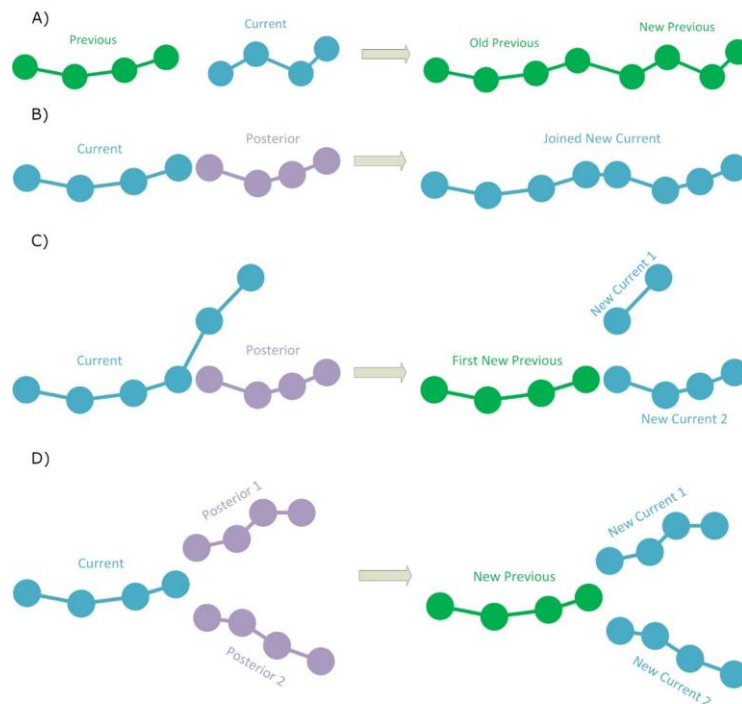 A)
Previous
Current
Old Previous
New Previous
B)
Current
Posterior
Joined New Current
C)
Current
Posterior
New Current 1
First New Previous
New Current 2
D)
Posterior 1
Current
Posterior 2
New Current 1
New Previous
New Current 2